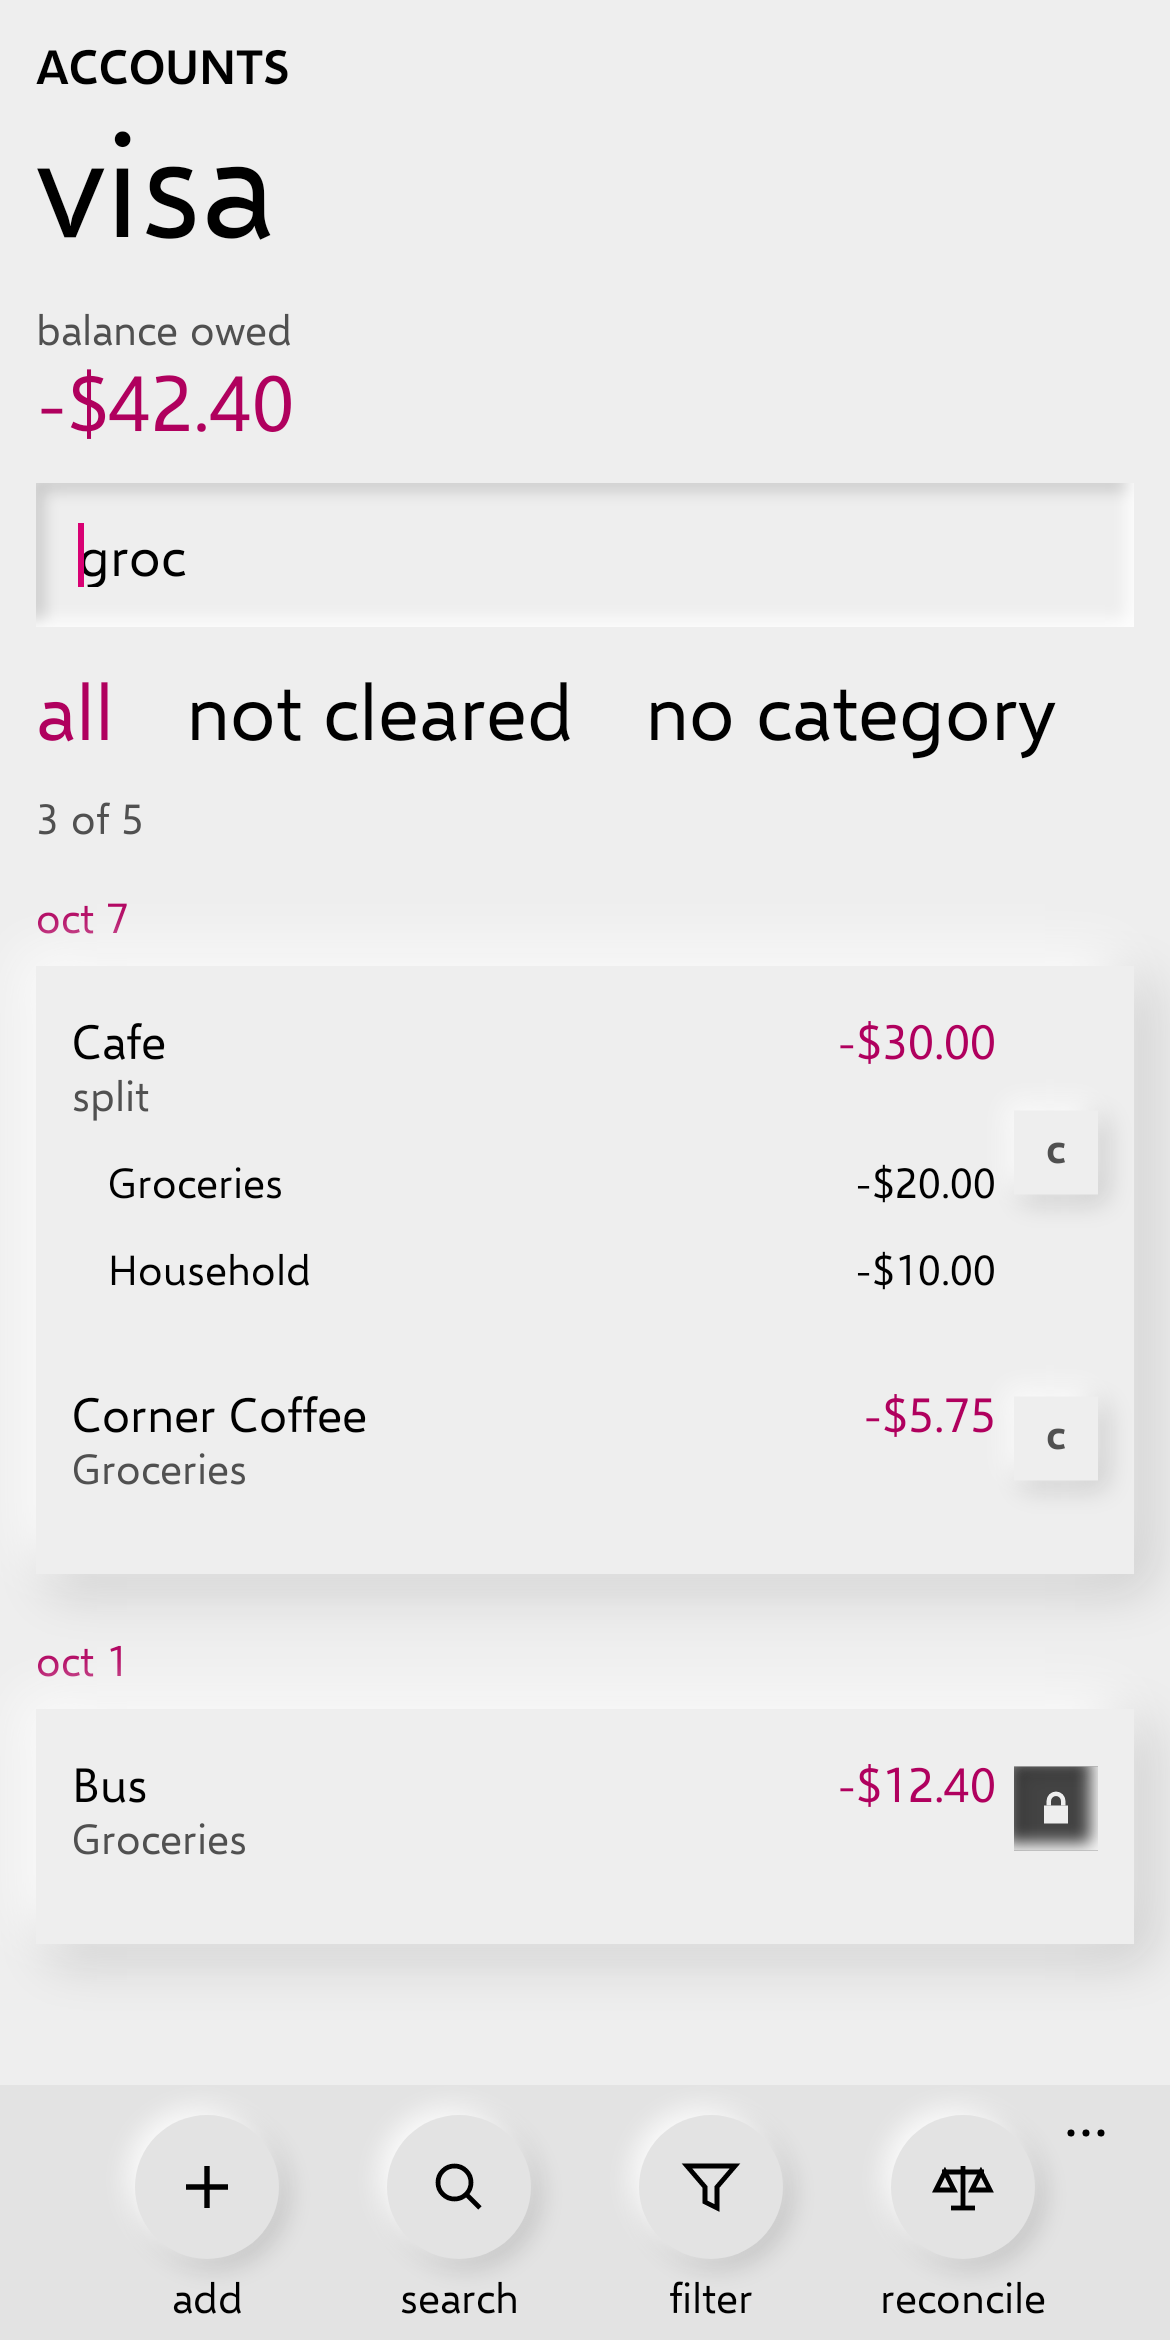 ACCOUNTS
visa
balance owed
-$42.40
groc
all not cleared no category
3 of 5
oct 7
Cafe -$30.00
split
c
Groceries -$20.00
Household -$10.00
Corner Coffee -$5.75
c
Groceries
oct 1
Bus -$12.40
Groceries
...
add search filter reconcile